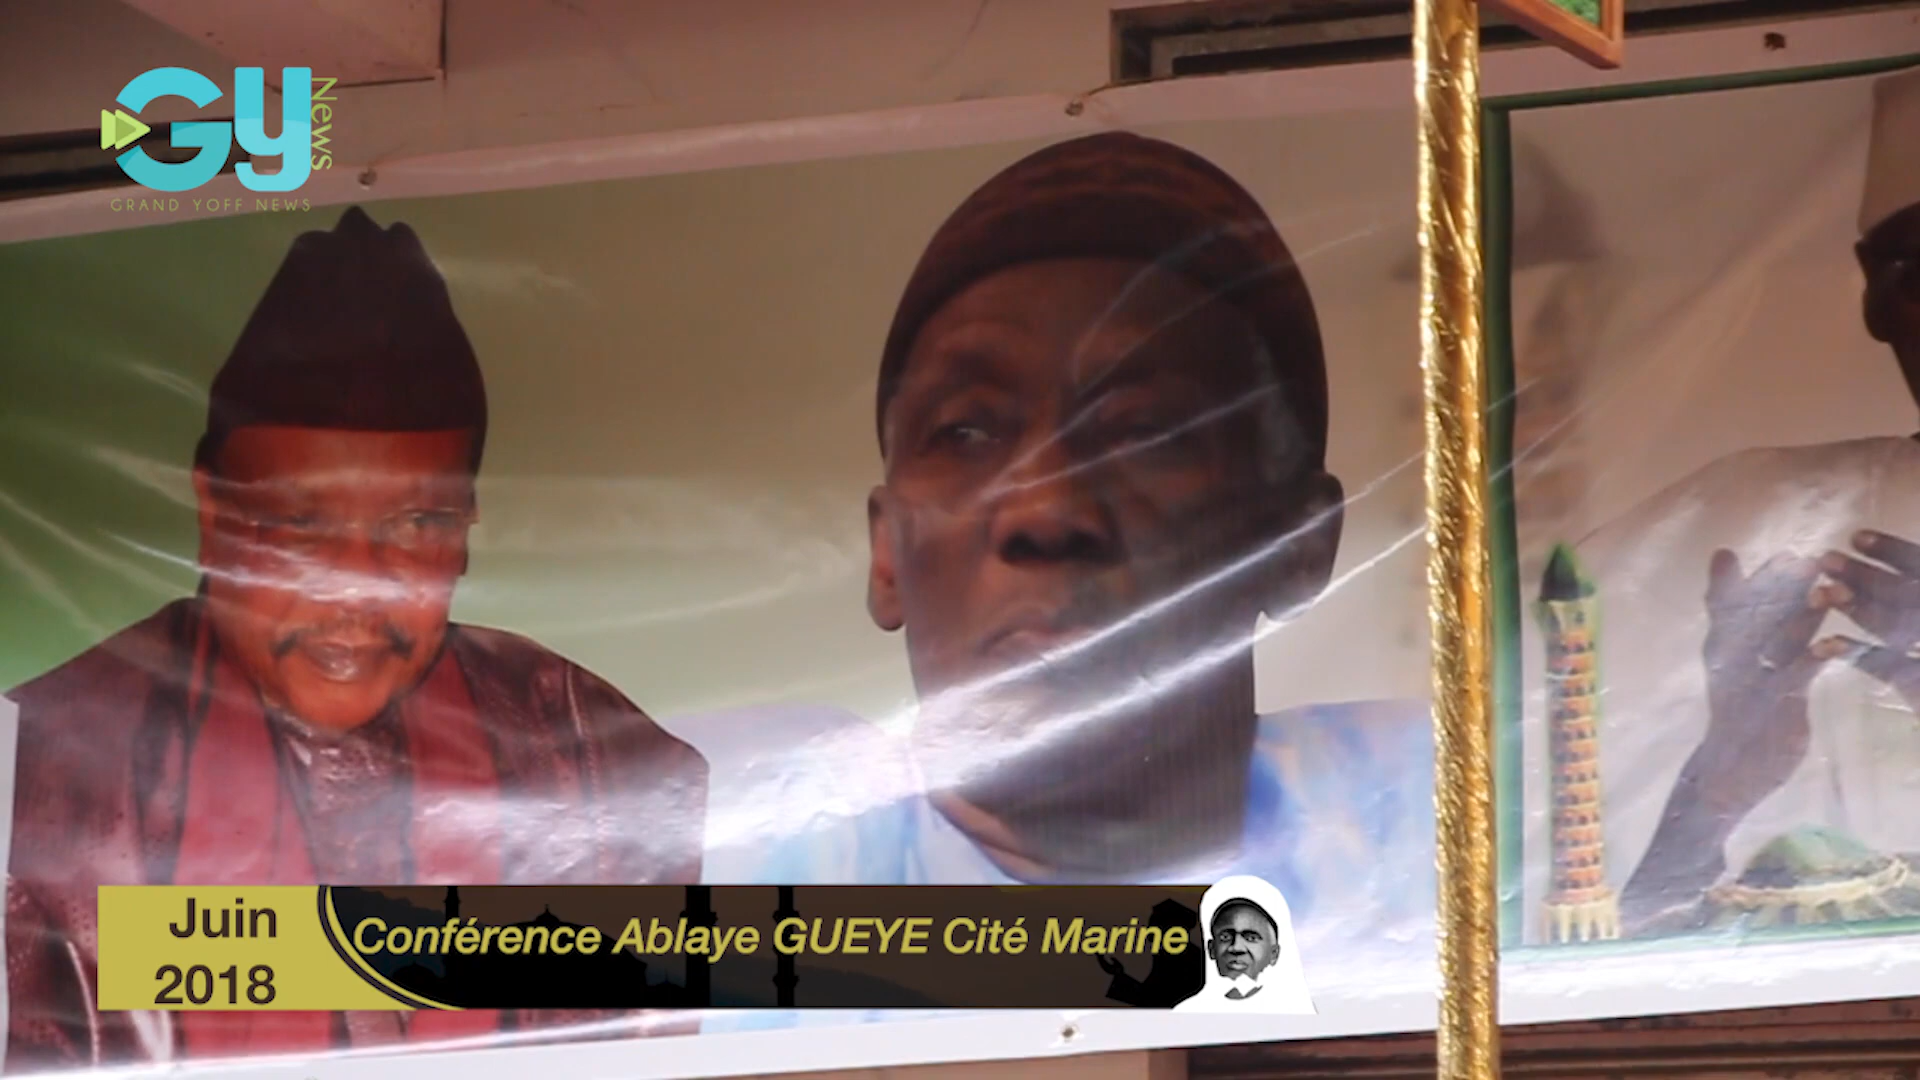 GY News
GRAND YOFF NEWS
Juin
2018
Conférence Ablaye GUEYE Cité Marine